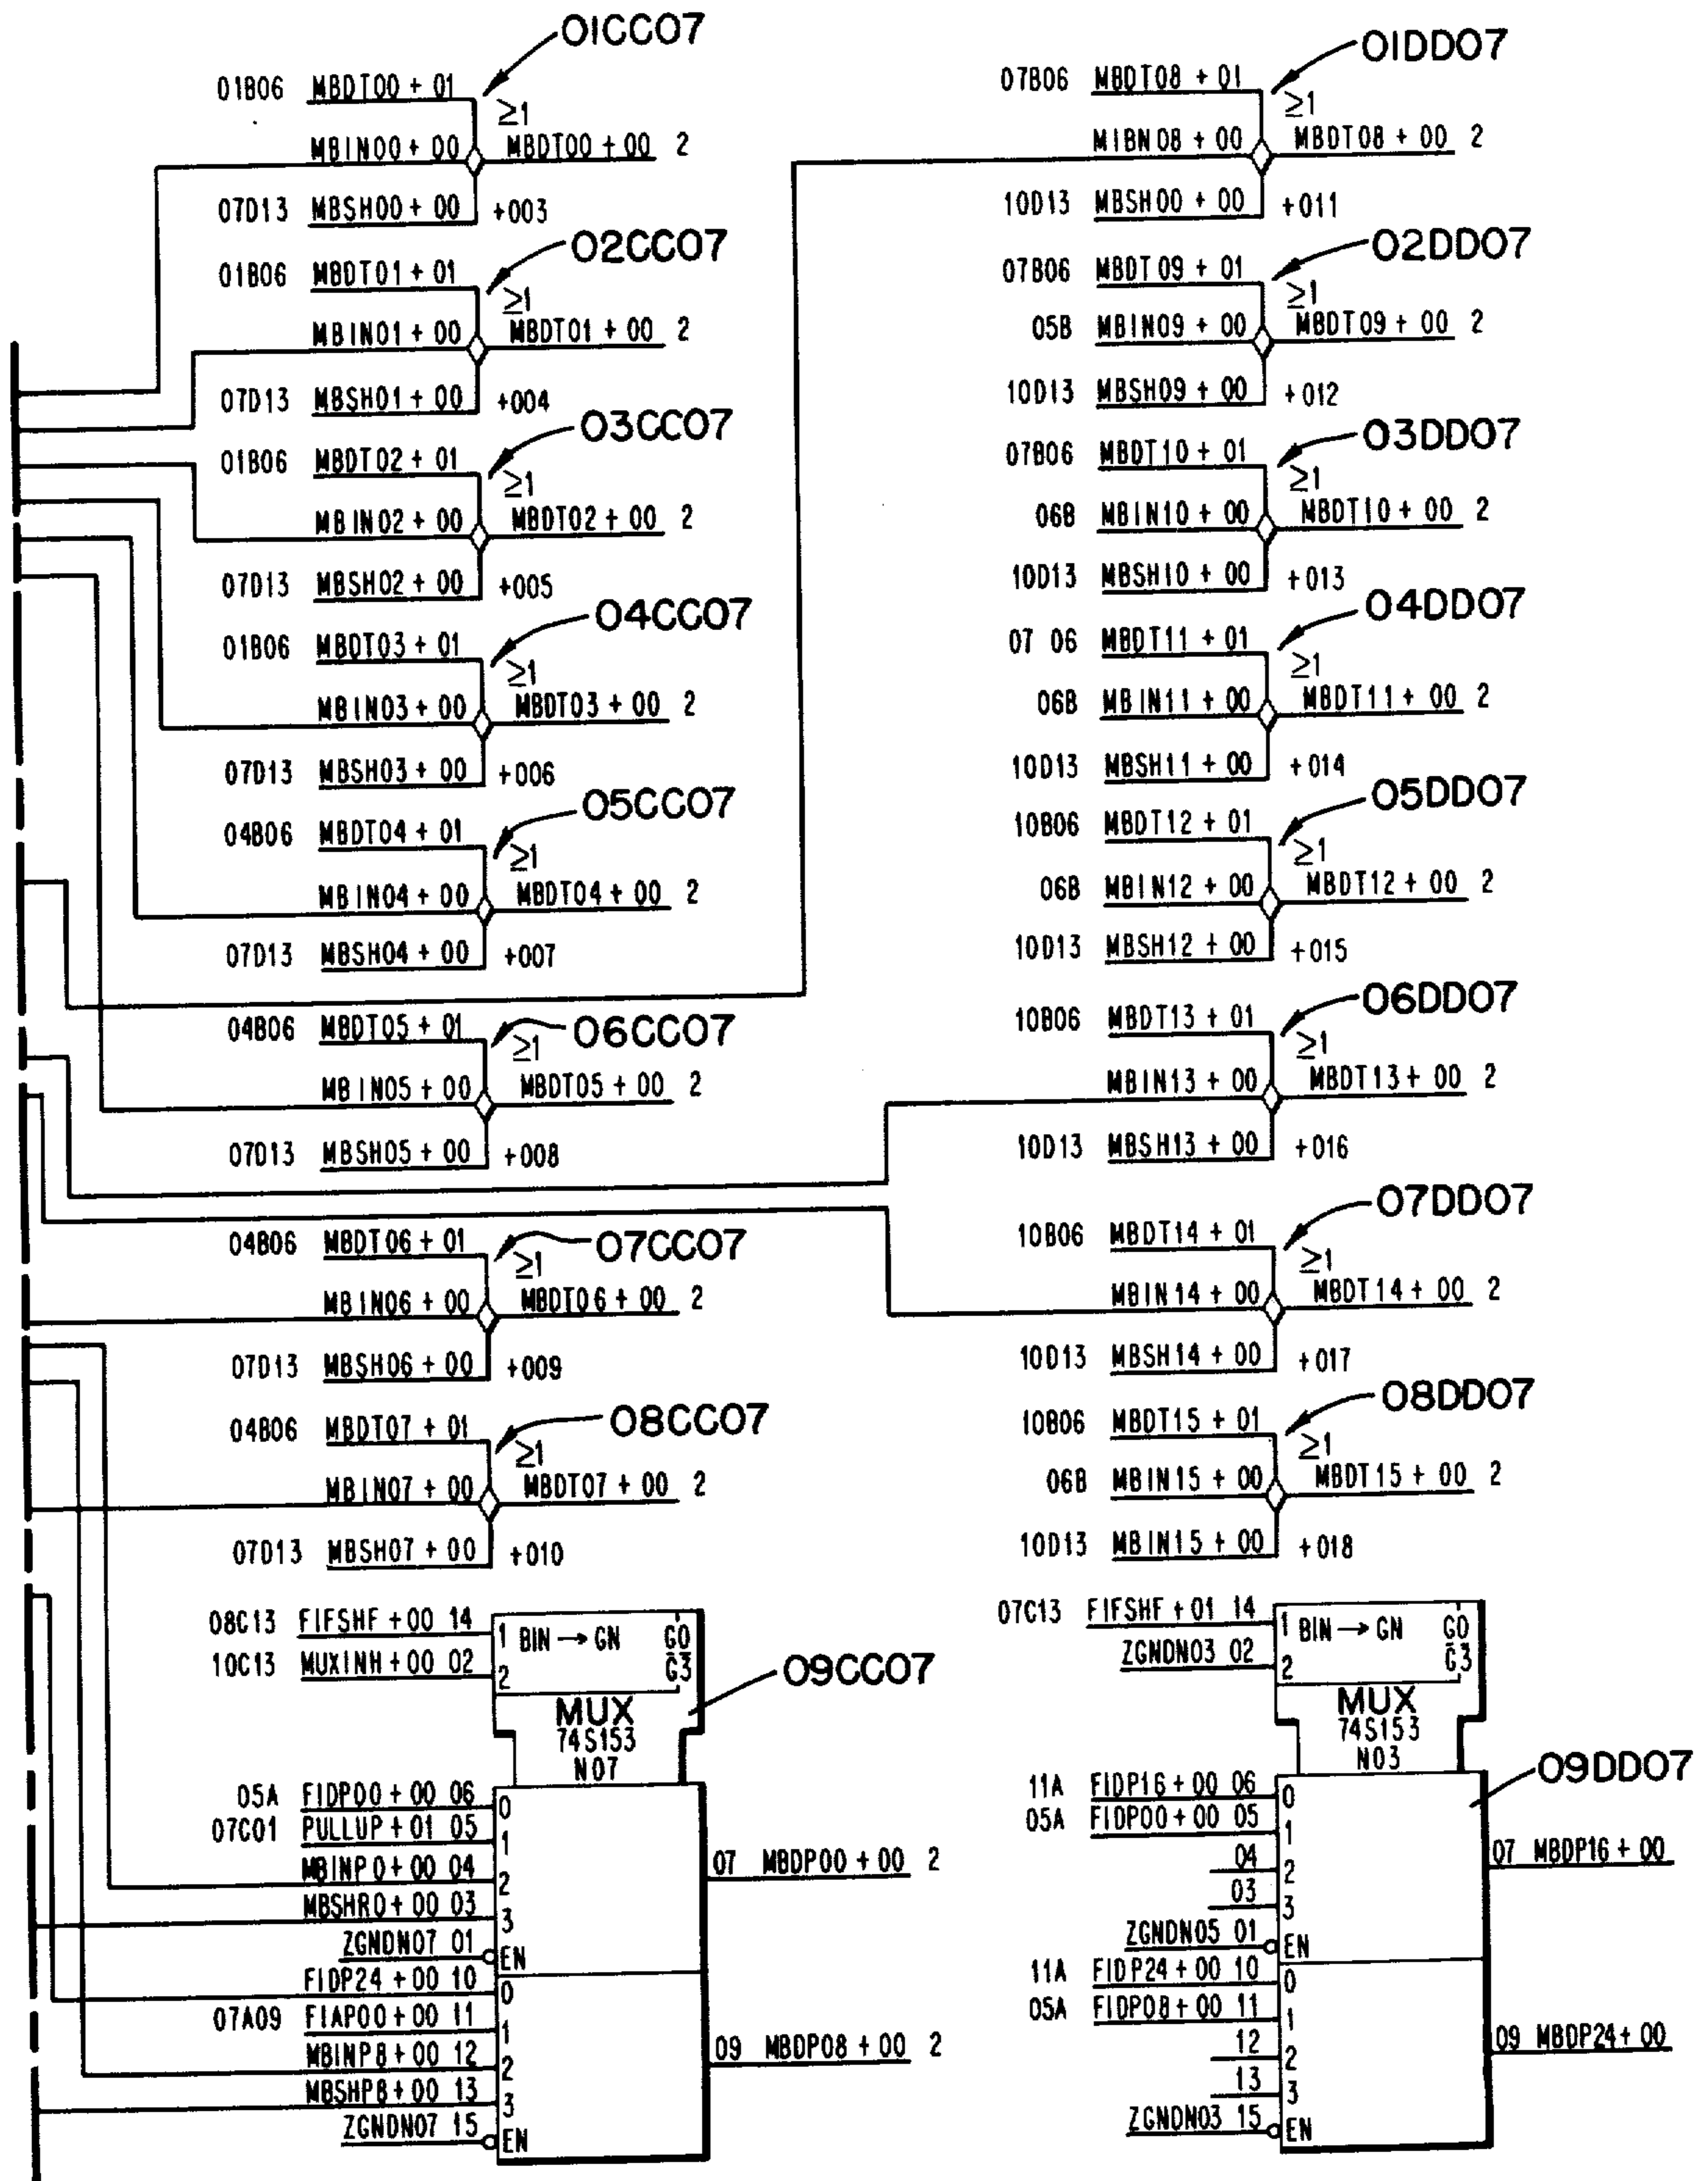 01CC07
01B06 MBDT00 + 01
≥1
MBIN00 + 00 MBDT00 + 00 2
07D13 MBSH00 + 00 +003
02CC07
01B06 MBDT01 + 01
≥1
MBIN01 + 00 MBDT01 + 00 2
07D13 MBSH01 + 00 +004
03CC07
01B06 MBDT02 + 01
≥1
MBIN02 + 00 MBDT02 + 00 2
07D13 MBSH02 + 00 +005
04CC07
01B06 MBDT03 + 01
≥1
MBIN03 + 00 MBDT03 + 00 2
07D13 MBSH03 + 00 +006
05CC07
04B06 MBDT04 + 01
≥1
MBIN04 + 00 MBDT04 + 00 2
07D13 MBSH04 + 00 +007
06CC07
04B06 MBDT05 + 01
≥1
MBIN05 + 00 MBDT05 + 00 2
07D13 MBSH05 + 00 +008
07CC07
04B06 MBDT06 + 01
≥1
MBIN06 + 00 MBDT06 + 00 2
07D13 MBSH06 + 00 +009
08CC07
04B06 MBDT07 + 01
≥1
MBIN07 + 00 MBDT07 + 00 2
07D13 MBSH07 + 00 +010
08C13 FIFSHF + 00 14 1 BIN → GN G0
10C13 MUXINH + 00 02 2 G3
09CC07
MUX
74S153
N07
05A FIDP00 + 00 06 0
07C01 PULLUP + 01 05 1
MBINP0 + 00 04 2 07 MBDP00 + 00 2
MBSHR0 + 00 03 3
ZGNDN07 01 EN
FIDP24 + 00 10 0
07A09 FIAP00 + 00 11 1
MBINP8 + 00 12 2 09 MBDP08 + 00 2
MBSHP8 + 00 13 3
ZGNDN07 15 EN
01DD07
07B06 MBDT08 + 01
≥1
MIBN08 + 00 MBDT08 + 00 2
10D13 MBSH00 + 00 +011
02DD07
07B06 MBDT09 + 01
≥1
05B MBIN09 + 00 MBDT09 + 00 2
10D13 MBSH09 + 00 +012
03DD07
07B06 MBDT10 + 01
≥1
06B MBIN10 + 00 MBDT10 + 00 2
10D13 MBSH10 + 00 +013
04DD07
07 06 MBDT11 + 01
≥1
06B MBIN11 + 00 MBDT11 + 00 2
10D13 MBSH11 + 00 +014
05DD07
10B06 MBDT12 + 01
≥1
06B MBIN12 + 00 MBDT12 + 00 2
10D13 MBSH12 + 00 +015
06DD07
10B06 MBDT13 + 01
≥1
MBIN13 + 00 MBDT13 + 00 2
10D13 MBSH13 + 00 +016
07DD07
10B06 MBDT14 + 01
≥1
MBIN14 + 00 MBDT14 + 00 2
10D13 MBSH14 + 00 +017
08DD07
10B06 MBDT15 + 01
≥1
06B MBIN15 + 00 MBDT15 + 00 2
10D13 MBIN15 + 00 +018
07C13 FIFSHF + 01 14 1 BIN → GN G0
ZGNDN03 02 2 G3
MUX
74S153
N03
09DD07
11A FIDP16 + 00 06 0
05A FIDP00 + 00 05 1
04 2 07 MBDP16 + 00
03 3
ZGNDN05 01 EN
11A FIDP24 + 00 10 0
05A FIDP08 + 00 11 1
12 2 09 MBDP24 + 00
13 3
ZGNDN03 15 EN